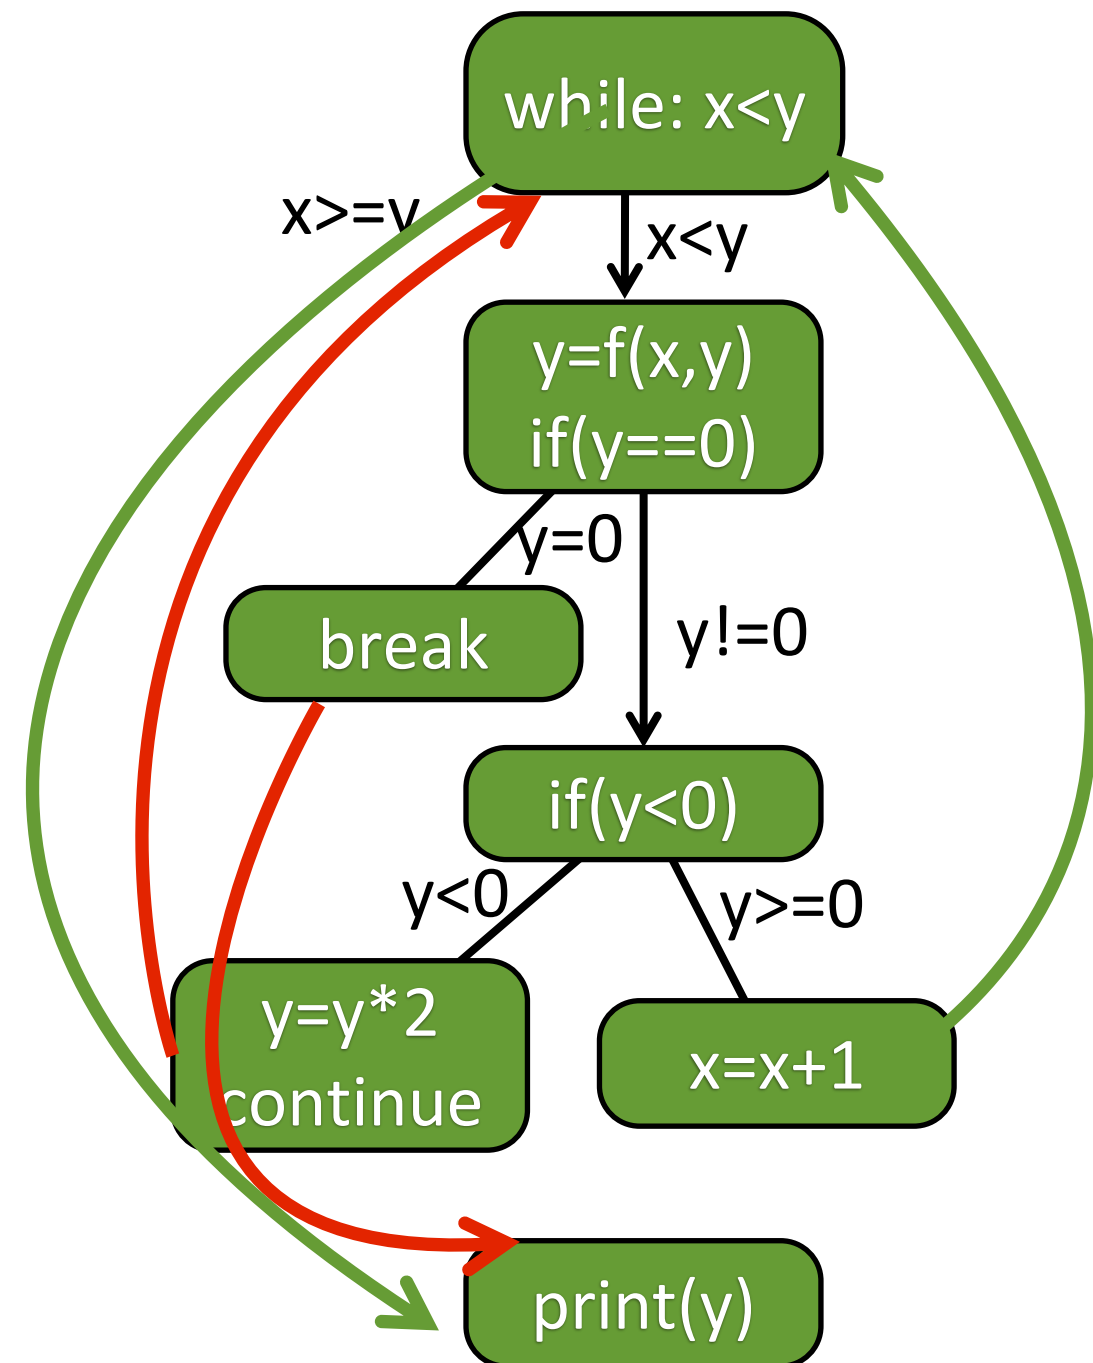 while: x<y
x>=y
x<y
y=f(x,y)
if(y==0)
y=0
break
y!=0
if(y<0)
y<0
y>=0
y=y*2
continue
x=x+1
print(y)